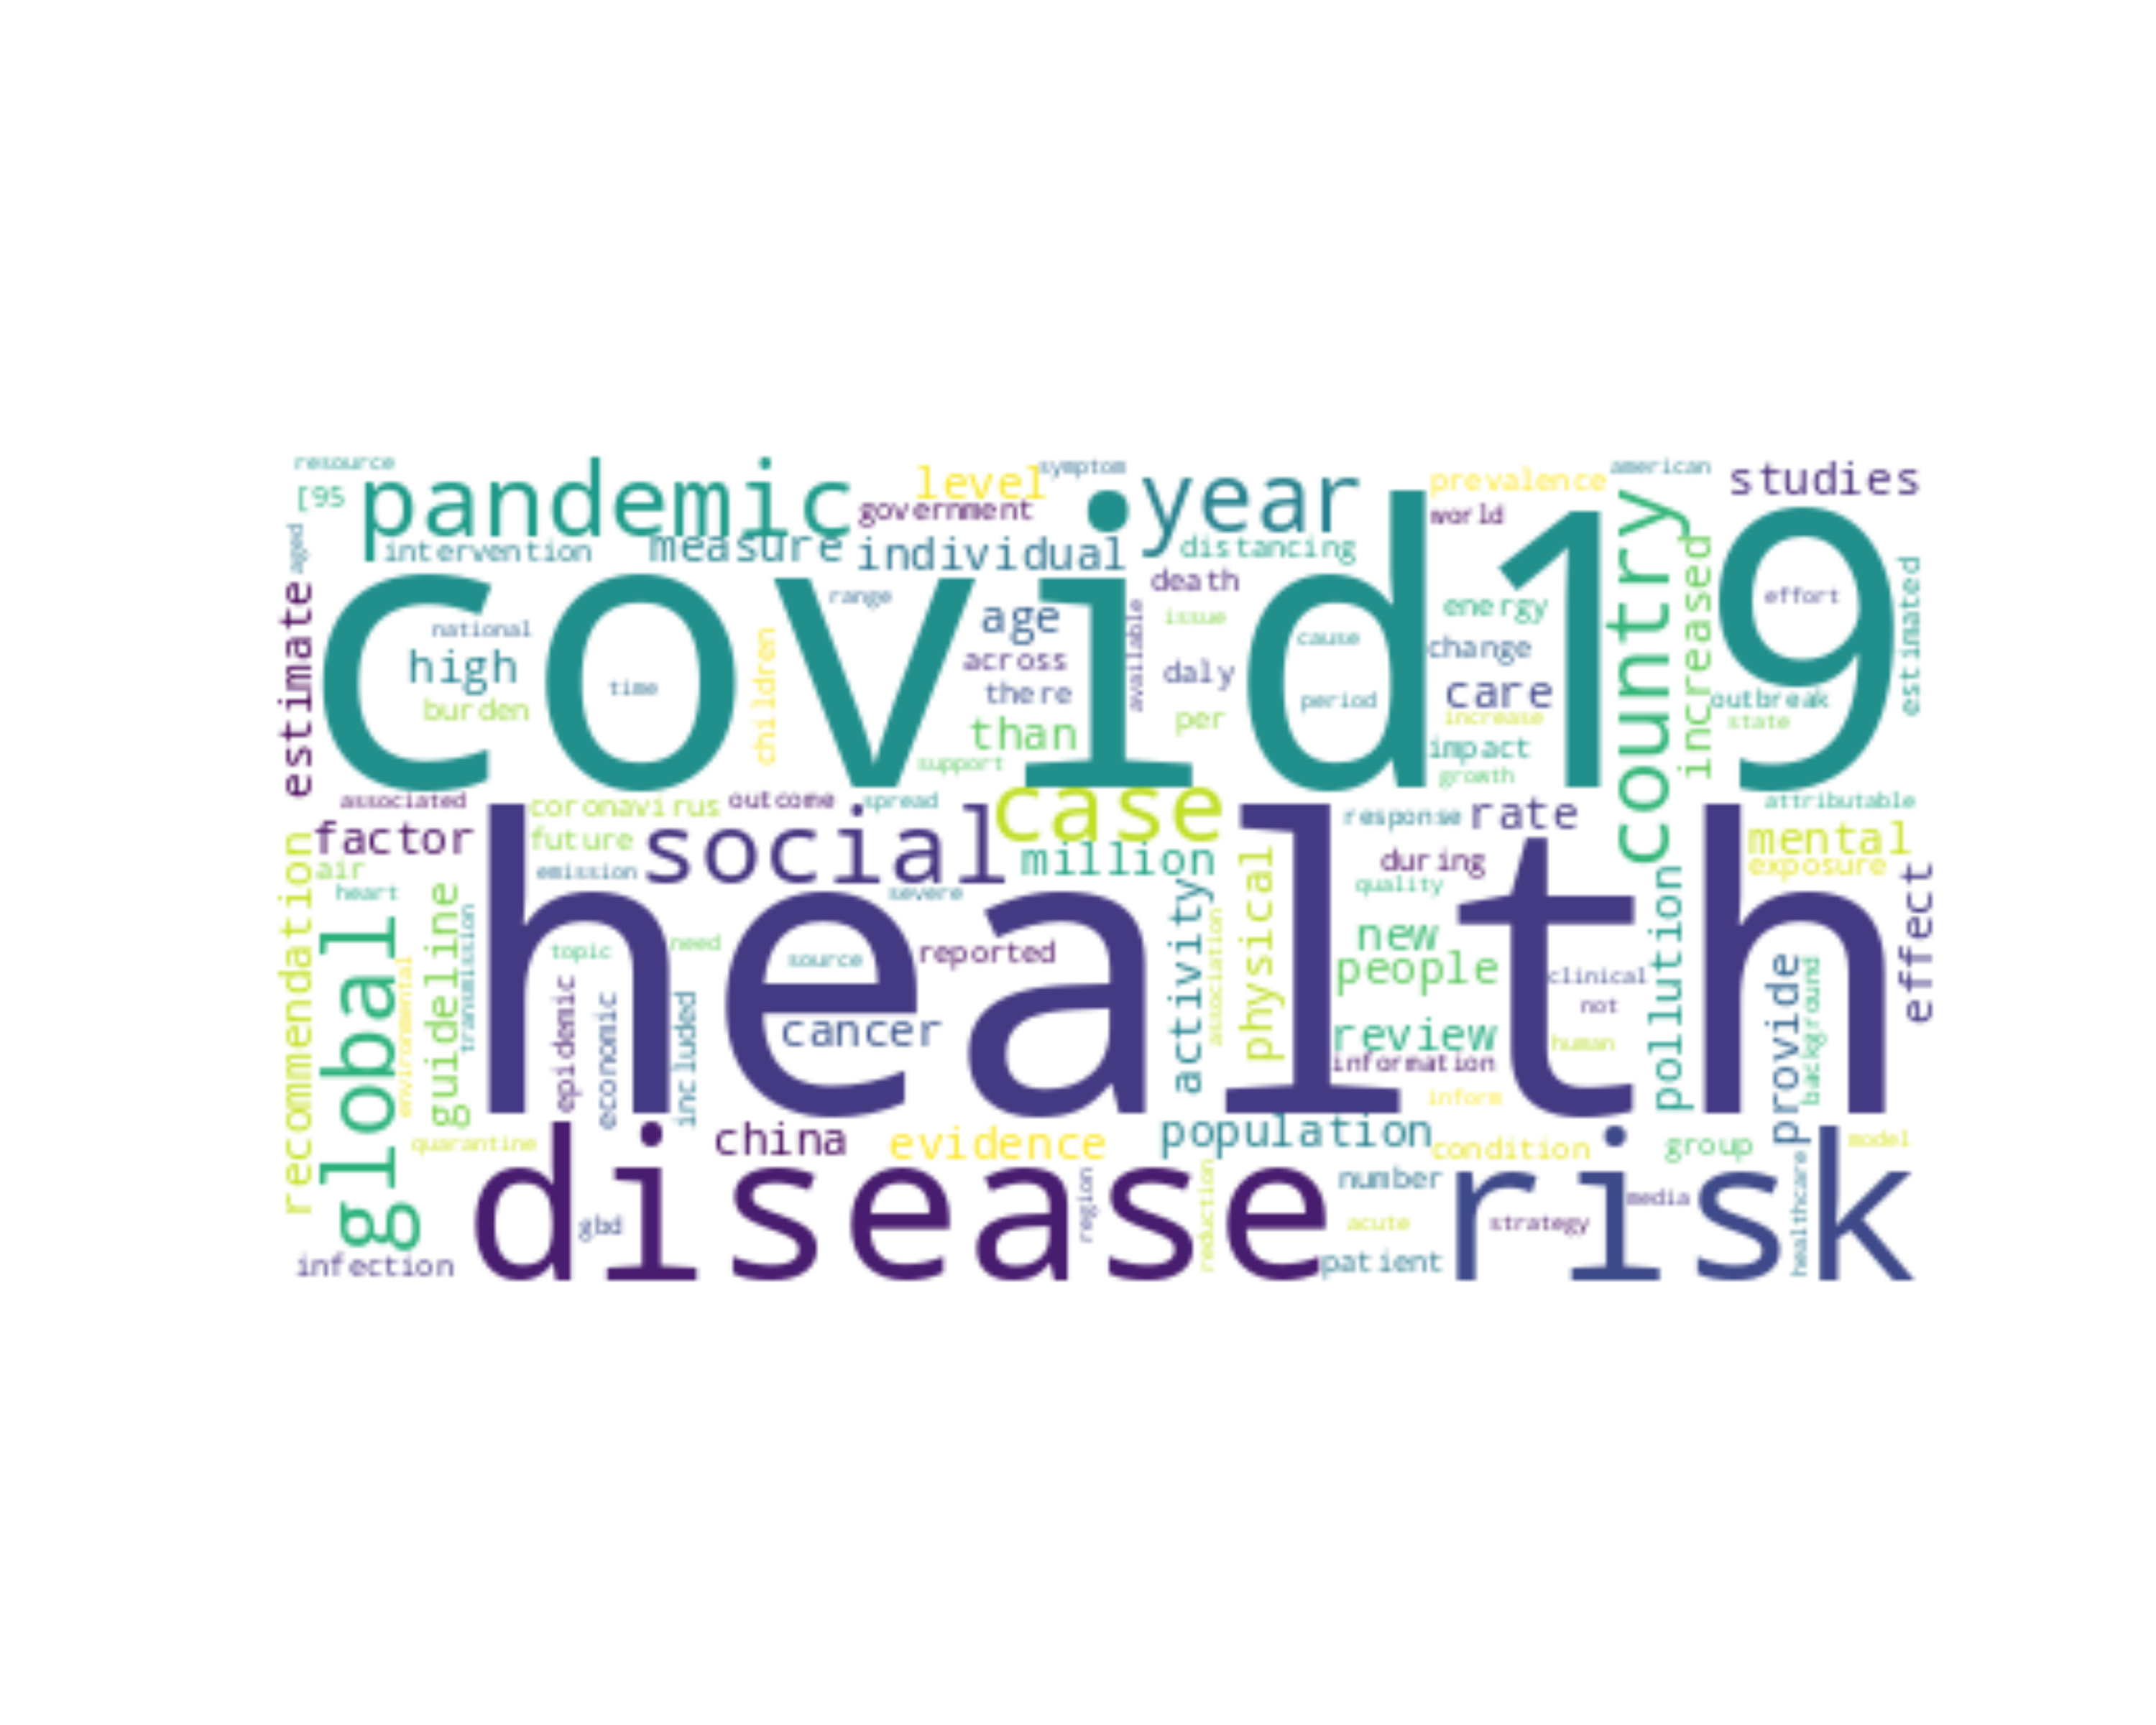 resource
[95
pandemic
level
symptom
government
year
prevalence
american
studies
world
aged
intervention
measure
individual
distancing
death
country
increased
estimated
estimate
covid19
range
national
high
time
burden
children
age
across
there
than
support
available
issue
daly
per
cause
period
energy
change
care
increase
impact
growth
effort
outbreak
state
associated
coronavirus
outcome
spread
case
response
rate
attributable
factor
future
social
million
during
mental
exposure
air
heart
emission
severe
quality
recommendation
global
environmental
guideline
transmission
health
topic
need
source
reported
activity
association
physical
new
people
clinical
not
pollution
provide
background
effect
epidemic
economic
included
cancer
review
information
human
inform
quarantine
china
evidence
population
condition
group
model
disease
gbd
region
reduction
number
acute
patient
risk
strategy
media
healthcare
infection